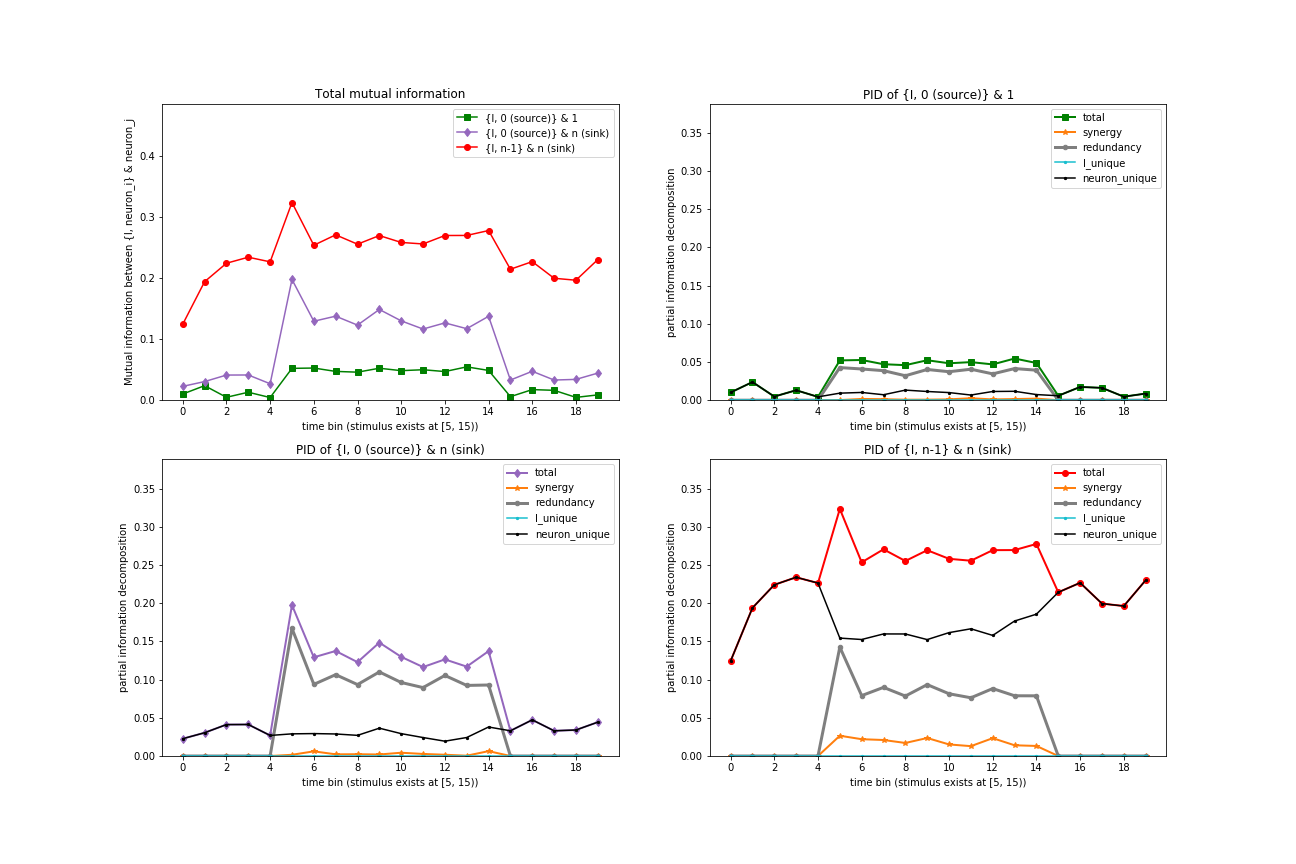 Total mutual information
Mutual information between {I, neuron_i} & neuron_j
0.4
0.3
0.2
0.1
0.0
{I, 0 (source)} & 1
{I, 0 (source)} & n (sink)
{I, n-1} & n (sink)
0 2 4 6 8 10 12 14 16 18
time bin (stimulus exists at [5, 15))
PID of {I, 0 (source)} & 1
partial information decomposition
0.35
0.30
0.25
0.20
0.15
0.10
0.05
0.00
total
synergy
redundancy
I_unique
neuron_unique
0 2 4 6 8 10 12 14 16 18
time bin (stimulus exists at [5, 15))
PID of {I, 0 (source)} & n (sink)
partial information decomposition
0.35
0.30
0.25
0.20
0.15
0.10
0.05
0.00
total
synergy
redundancy
I_unique
neuron_unique
0 2 4 6 8 10 12 14 16 18
time bin (stimulus exists at [5, 15))
PID of {I, n-1} & n (sink)
partial information decomposition
0.35
0.30
0.25
0.20
0.15
0.10
0.05
0.00
total
synergy
redundancy
I_unique
neuron_unique
0 2 4 6 8 10 12 14 16 18
time bin (stimulus exists at [5, 15))